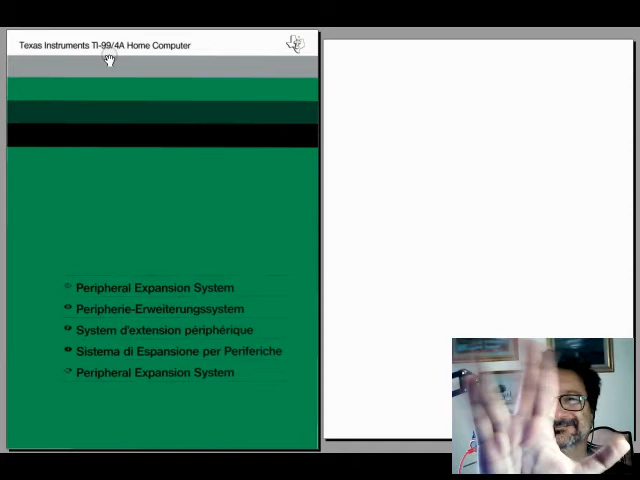 Texas Instruments TI-99/4A Home Computer
Peripheral Expansion System
Peripherie-Erweiterungssystem
System d'extension périphérique
Sistema di Espansione per Periferiche
Peripheral Expansion System